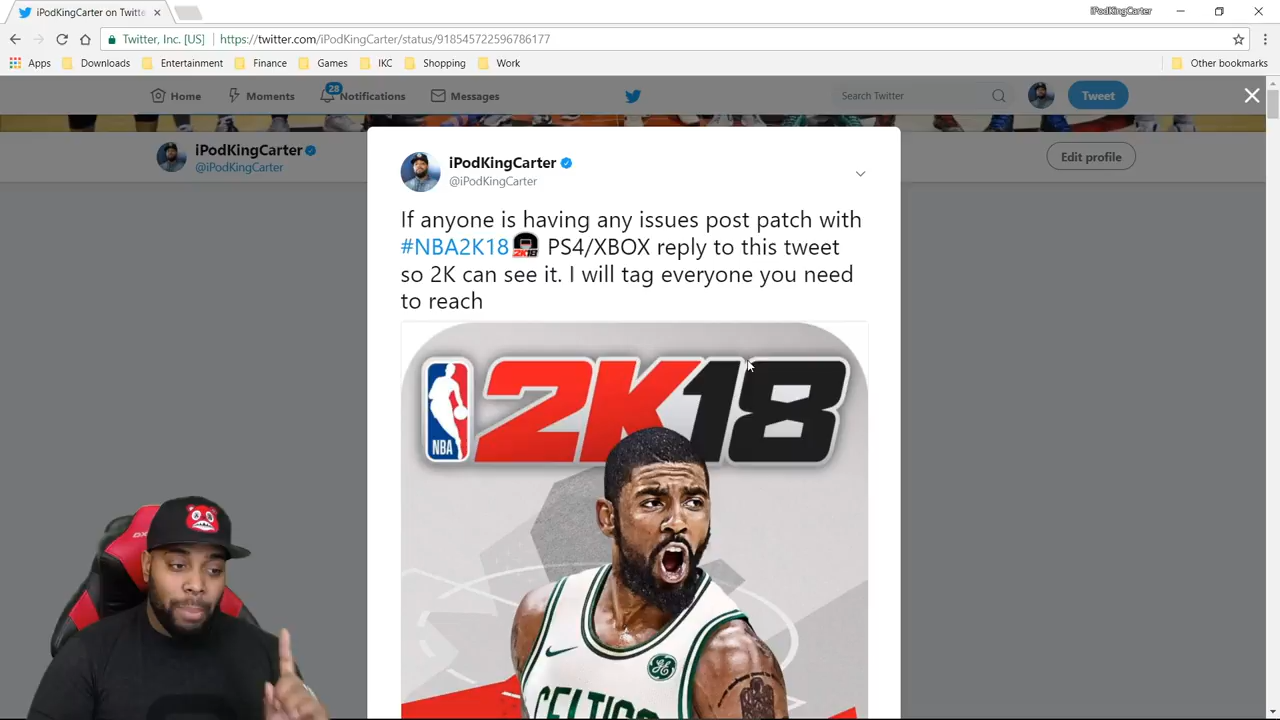 iPodKingCarter on Twitte
iPodKingCarter
Twitter, Inc. [US] https://twitter.com/iPodKingCarter/status/918545722596786177
Apps Downloads Entertainment Finance Games IKC Shopping Work Other bookmarks
Home Moments 28 Notifications Messages Search Twitter Tweet
iPodKingCarter
@iPodKingCarter
Edit profile
iPodKingCarter
@iPodKingCarter
If anyone is having any issues post patch with
#NBA2K18 2K18 PS4/XBOX reply to this tweet
so 2K can see it. I will tag everyone you need
to reach
NBA 2K18
GE
CELTICS